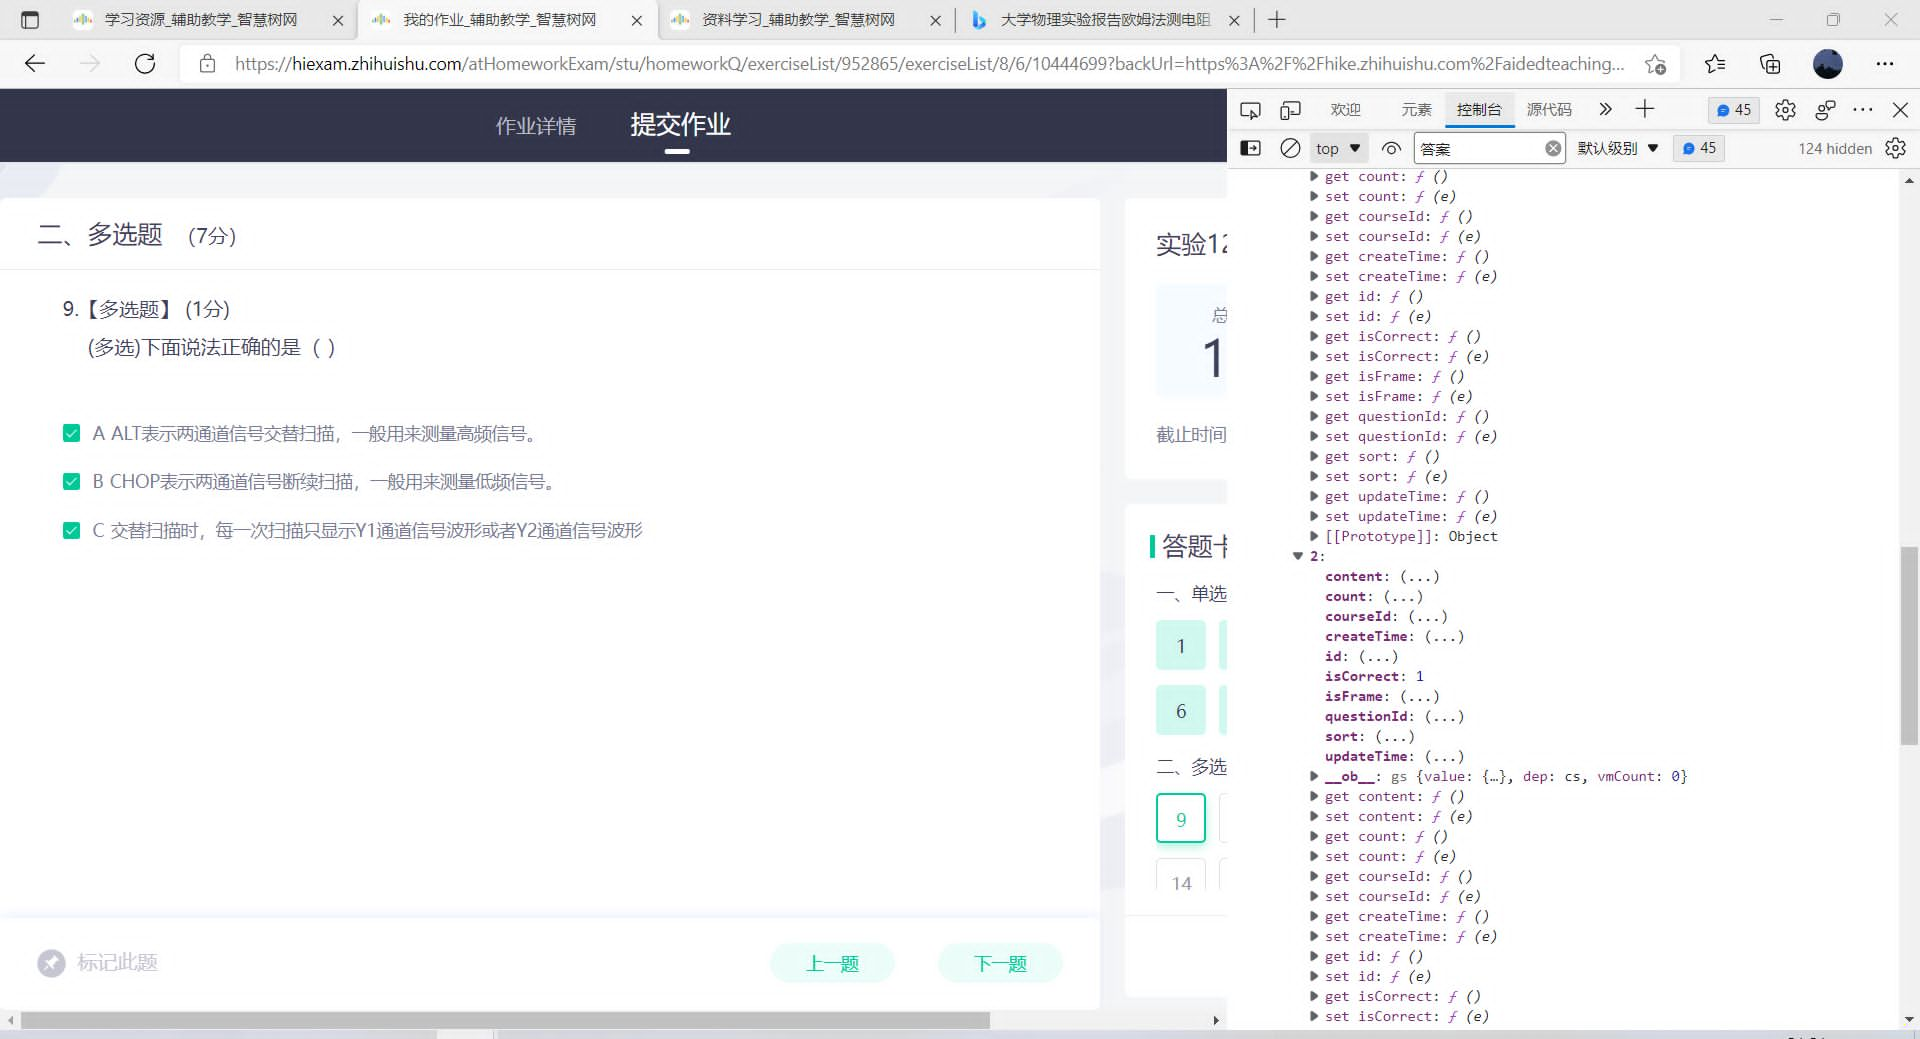 学习资源_辅助教学_智慧树网
我的作业_辅助教学_智慧树网
资料学习_辅助教学_智慧树网
大学物理实验报告欧姆法测电阻
https://hiexam.zhihuishu.com/atHomeworkExam/stu/homeworkQ/exerciseList/952865/exerciseList/8/6/10444699?backUrl=https%3A%2F%2Fhike.zhihuishu.com%2Faidedteaching...
作业详情 提交作业
二、多选题 (7分)
9.【多选题】 (1分)
(多选)下面说法正确的是 ( )
A ALT表示两通道信号交替扫描，一般用来测量高频信号。
B CHOP表示两通道信号断续扫描，一般用来测量低频信号。
C 交替扫描时，每一次扫描只显示Y1通道信号波形或者Y2通道信号波形
标记此题 上一题 下一题
实验12
总
1
截止时间
答题卡
一、单选
1
6
二、多选
9
14
欢迎 元素 控制台 源代码 45
top 答案 默认级别 45 124 hidden
get count: ƒ ()
set count: ƒ (e)
get courseId: ƒ ()
set courseId: ƒ (e)
get createTime: ƒ ()
set createTime: ƒ (e)
get id: ƒ ()
set id: ƒ (e)
get isCorrect: ƒ ()
set isCorrect: ƒ (e)
get isFrame: ƒ ()
set isFrame: ƒ (e)
get questionId: ƒ ()
set questionId: ƒ (e)
get sort: ƒ ()
set sort: ƒ (e)
get updateTime: ƒ ()
set updateTime: ƒ (e)
[[Prototype]]: Object
2:
content: (...)
count: (...)
courseId: (...)
createTime: (...)
id: (...)
isCorrect: 1
isFrame: (...)
questionId: (...)
sort: (...)
updateTime: (...)
__ob__: gs {value: {…}, dep: cs, vmCount: 0}
get content: ƒ ()
set content: ƒ (e)
get count: ƒ ()
set count: ƒ (e)
get courseId: ƒ ()
set courseId: ƒ (e)
get createTime: ƒ ()
set createTime: ƒ (e)
get id: ƒ ()
set id: ƒ (e)
get isCorrect: ƒ ()
set isCorrect: ƒ (e)